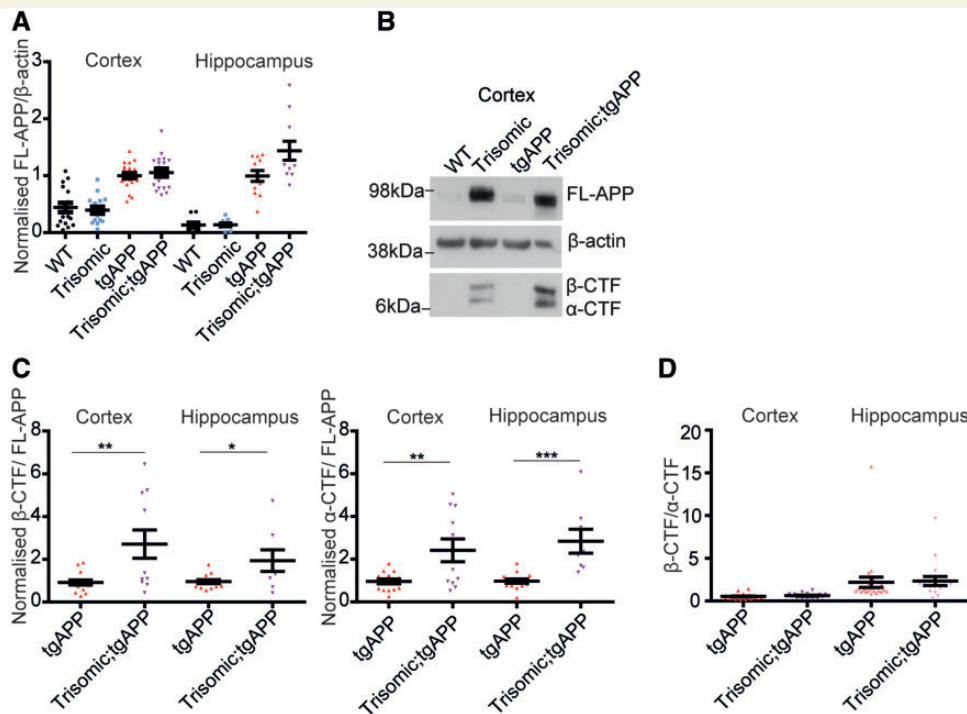 A
Normalised FL-APP/β-actin
3
2
1
0
Cortex
Hippocampus
WT
Trisomic
tgAPP
Trisomic;tgAPP
WT
Trisomic
tgAPP
Trisomic;tgAPP
B
Cortex
WT
Trisomic
tgAPP
Trisomic;tgAPP
98kDa
FL-APP
β-actin
38kDa
β-CTF
6kDa
α-CTF
C
Normalised β-CTF/ FL-APP
8
6
4
2
0
Cortex
Hippocampus
**
*
tgAPP
Trisomic;tgAPP
tgAPP
Trisomic;tgAPP
Normalised α-CTF/ FL-APP
8
6
4
2
0
Cortex
Hippocampus
**
***
tgAPP
Trisomic;tgAPP
tgAPP
Trisomic;tgAPP
D
β-CTF/α-CTF
20
15
10
5
0
Cortex
Hippocampus
tgAPP
Trisomic;tgAPP
tgAPP
Trisomic;tgAPP